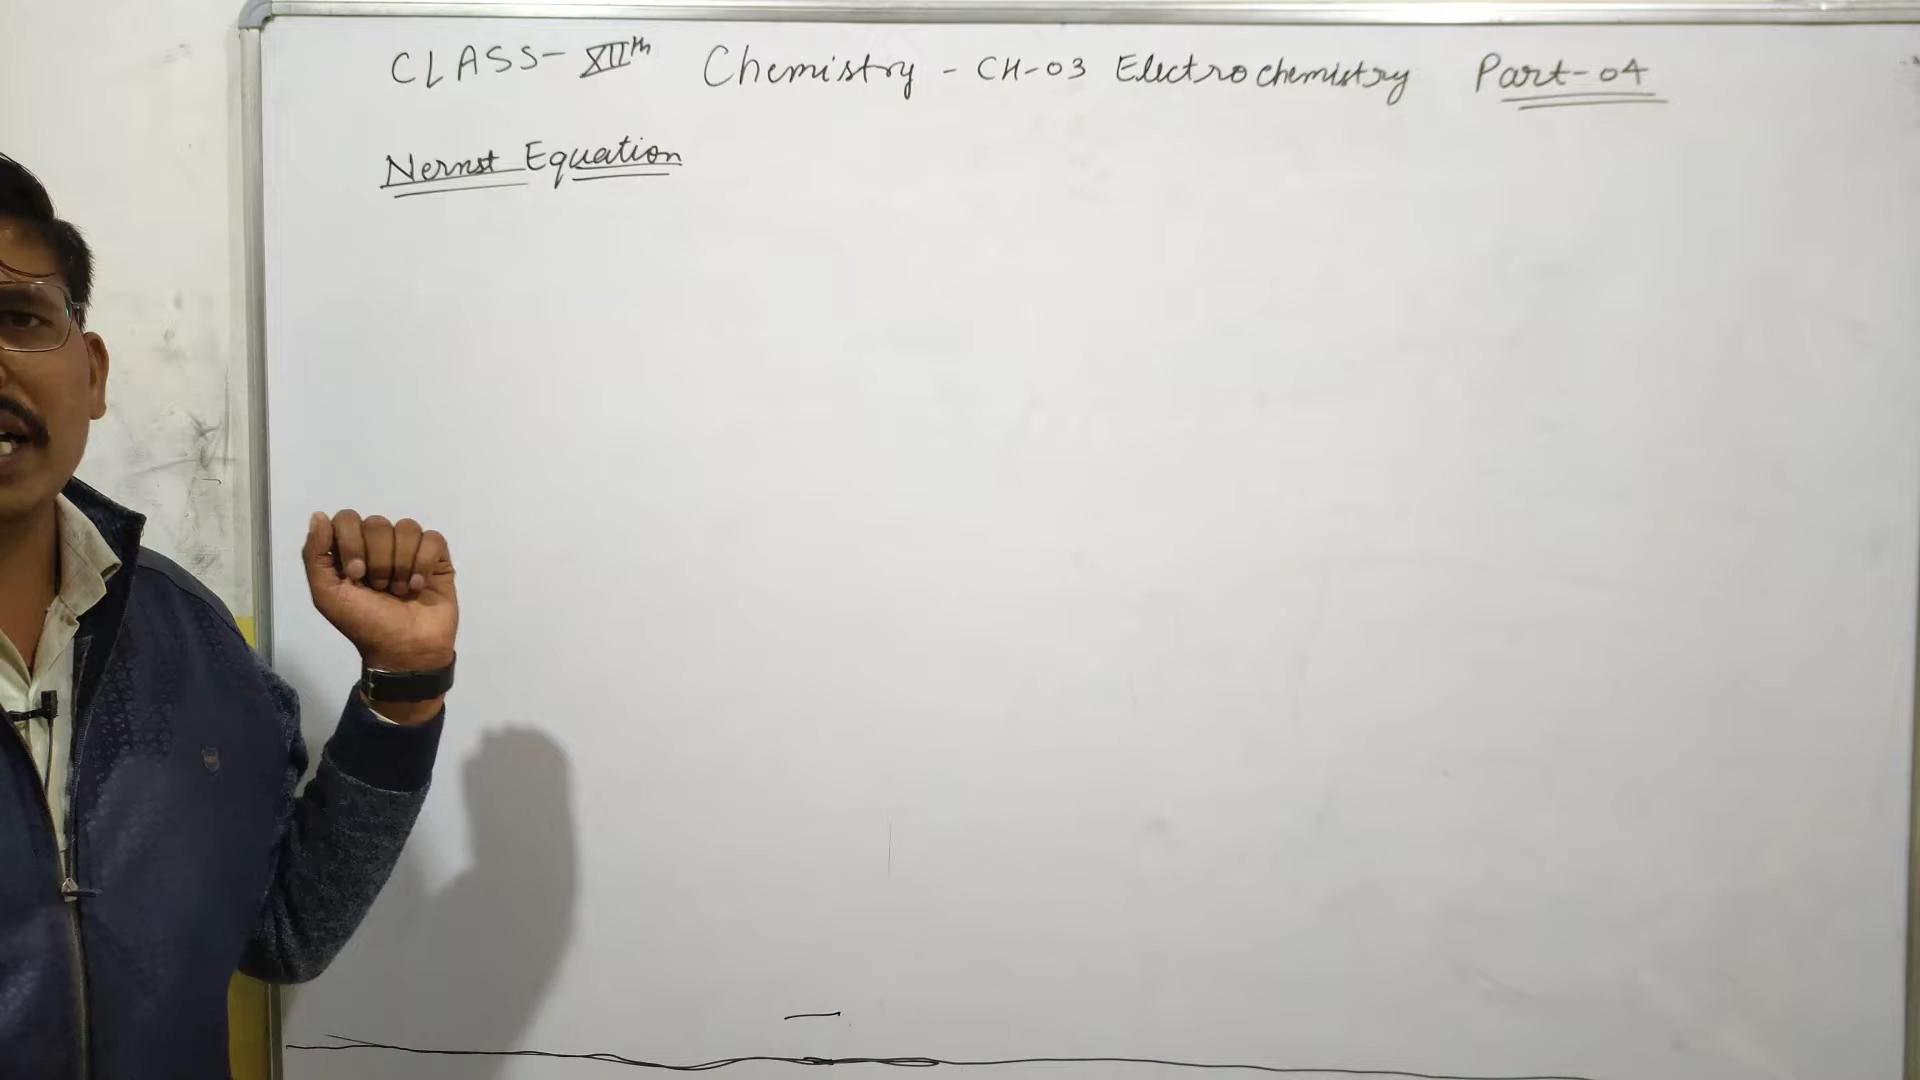 CLASS- XIIth Chemistry - CH-03 Electrochemistry Part-04
Nernst Equation